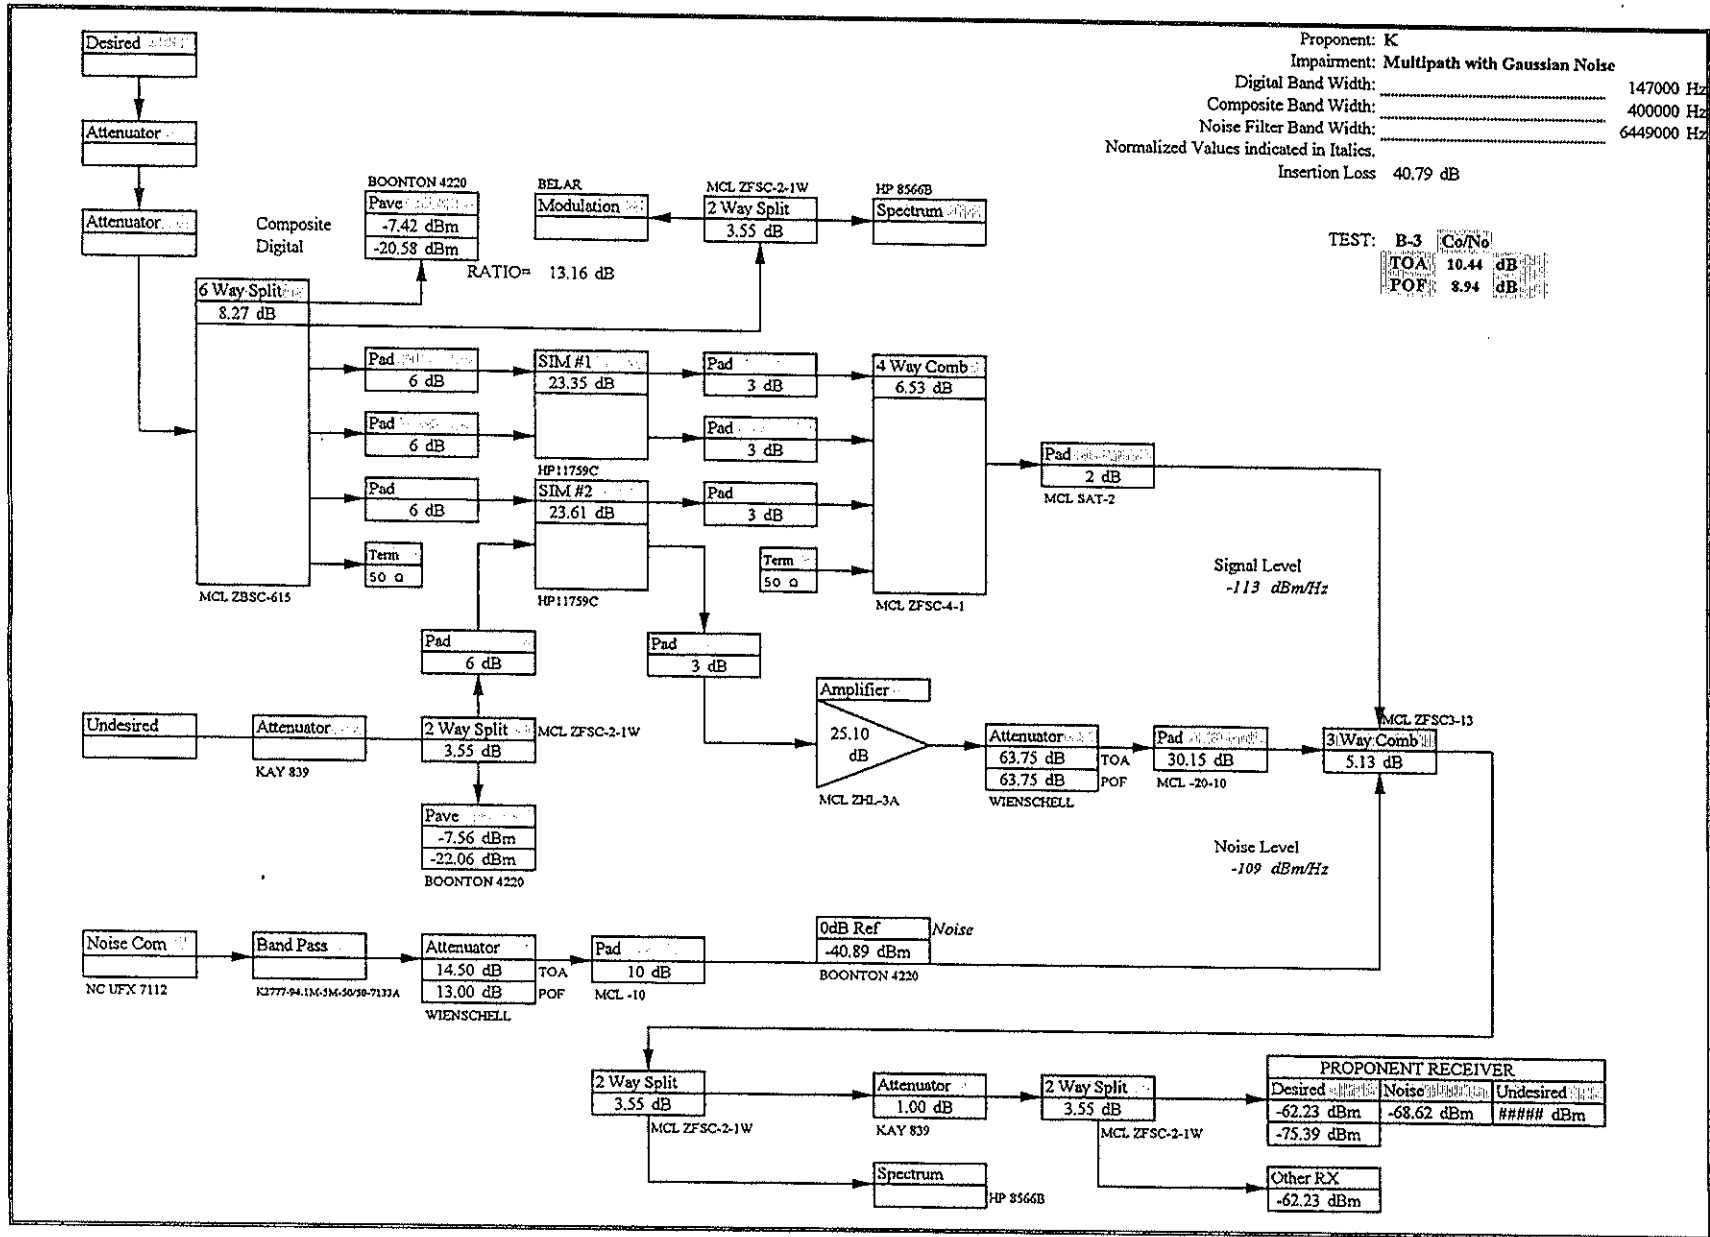 Proponent: K
Impairment: Multipath with Gaussian Noise
Digital Band Width: 147000 Hz
Composite Band Width: 400000 Hz
Noise Filter Band Width: 6449000 Hz
Normalized Values indicated in Italics.
Insertion Loss 40.79 dB
TEST: B-3 Co/No
TOA 10.44 dB
POF 8.94 dB
Desired
Attenuator
Attenuator
Composite
Digital
BOONTON 4220
Pave
-7.42 dBm
-20.58 dBm
RATIO= 13.16 dB
BELAR
Modulation
MCL ZFSC-2-1W
2 Way Split
3.55 dB
HP 8566B
Spectrum
6 Way Split
8.27 dB
MCL ZBSC-615
Pad
6 dB
Pad
6 dB
Pad
6 dB
Term
50 Ω
SIM #1
23.35 dB
HP11759C
SIM #2
23.61 dB
HP11759C
Pad
3 dB
Pad
3 dB
Pad
3 dB
Term
50 Ω
4 Way Comb
6.53 dB
MCL ZFSC-4-1
Pad
2 dB
MCL SAT-2
Signal Level
-113 dBm/Hz
Pad
6 dB
Pad
3 dB
Undesired
Attenuator
KAY 839
2 Way Split
3.55 dB
MCL ZFSC-2-1W
Pave
-7.56 dBm
-22.06 dBm
BOONTON 4220
Amplifier
25.10
dB
MCL ZHL-3A
Attenuator
63.75 dB TOA
63.75 dB POF
WIENSCHELL
Pad
30.15 dB
MCL -20-10
MCL ZFSC3-13
3 Way Comb
5.13 dB
Noise Level
-109 dBm/Hz
Noise Com
NC UFX 7112
Band Pass
K2777-94.1M-5M-50/50-7133A
Attenuator
14.50 dB TOA
13.00 dB POF
WIENSCHELL
Pad
10 dB
MCL -10
0dB Ref Noise
-40.89 dBm
BOONTON 4220
2 Way Split
3.55 dB
MCL ZFSC-2-1W
Attenuator
1.00 dB
KAY 839
2 Way Split
3.55 dB
MCL ZFSC-2-1W
Spectrum
HP 8566B
PROPONENT RECEIVER
Desired Noise Undesired
-62.23 dBm -68.62 dBm ##### dBm
-75.39 dBm
Other RX
-62.23 dBm